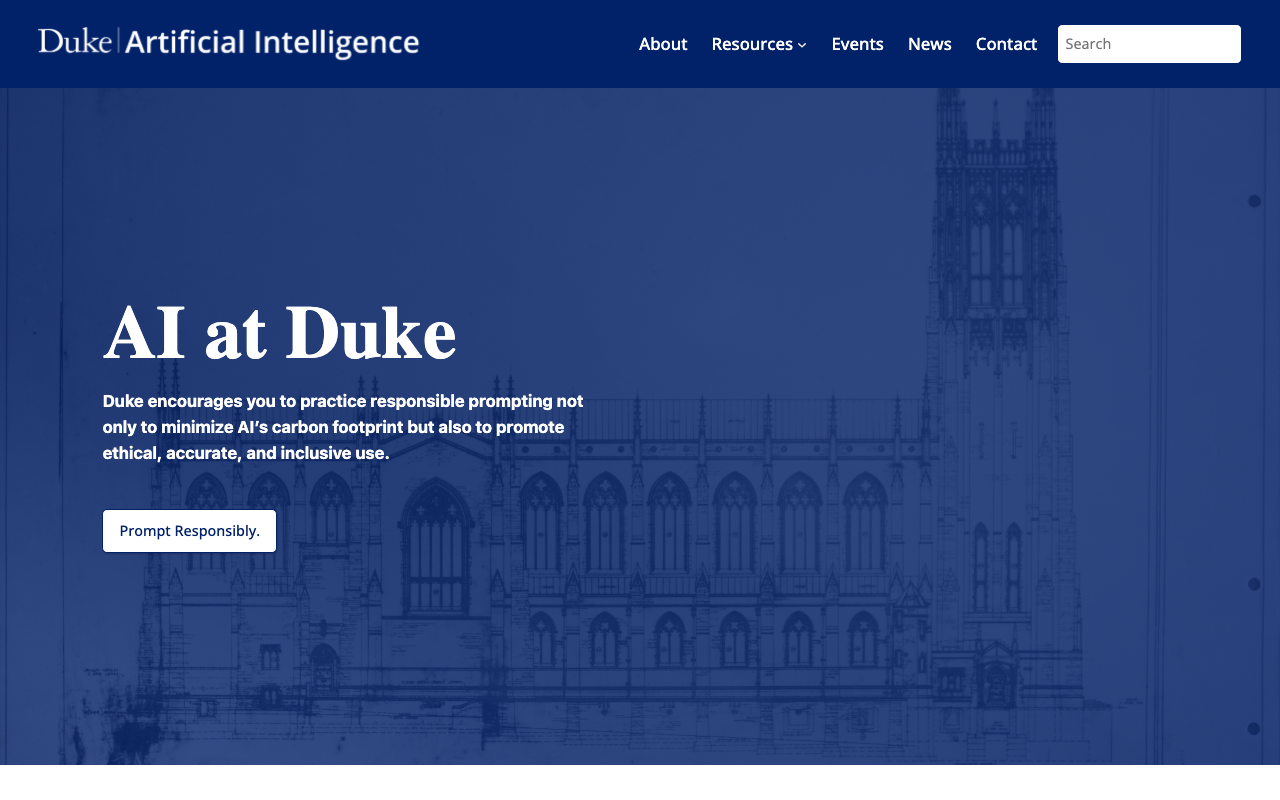 Duke | Artificial Intelligence
About
Resources
Events
News
Contact
Search
AI at Duke
Duke encourages you to practice responsible prompting not
only to minimize AI’s carbon footprint but also to promote
ethical, accurate, and inclusive use.
Prompt Responsibly.